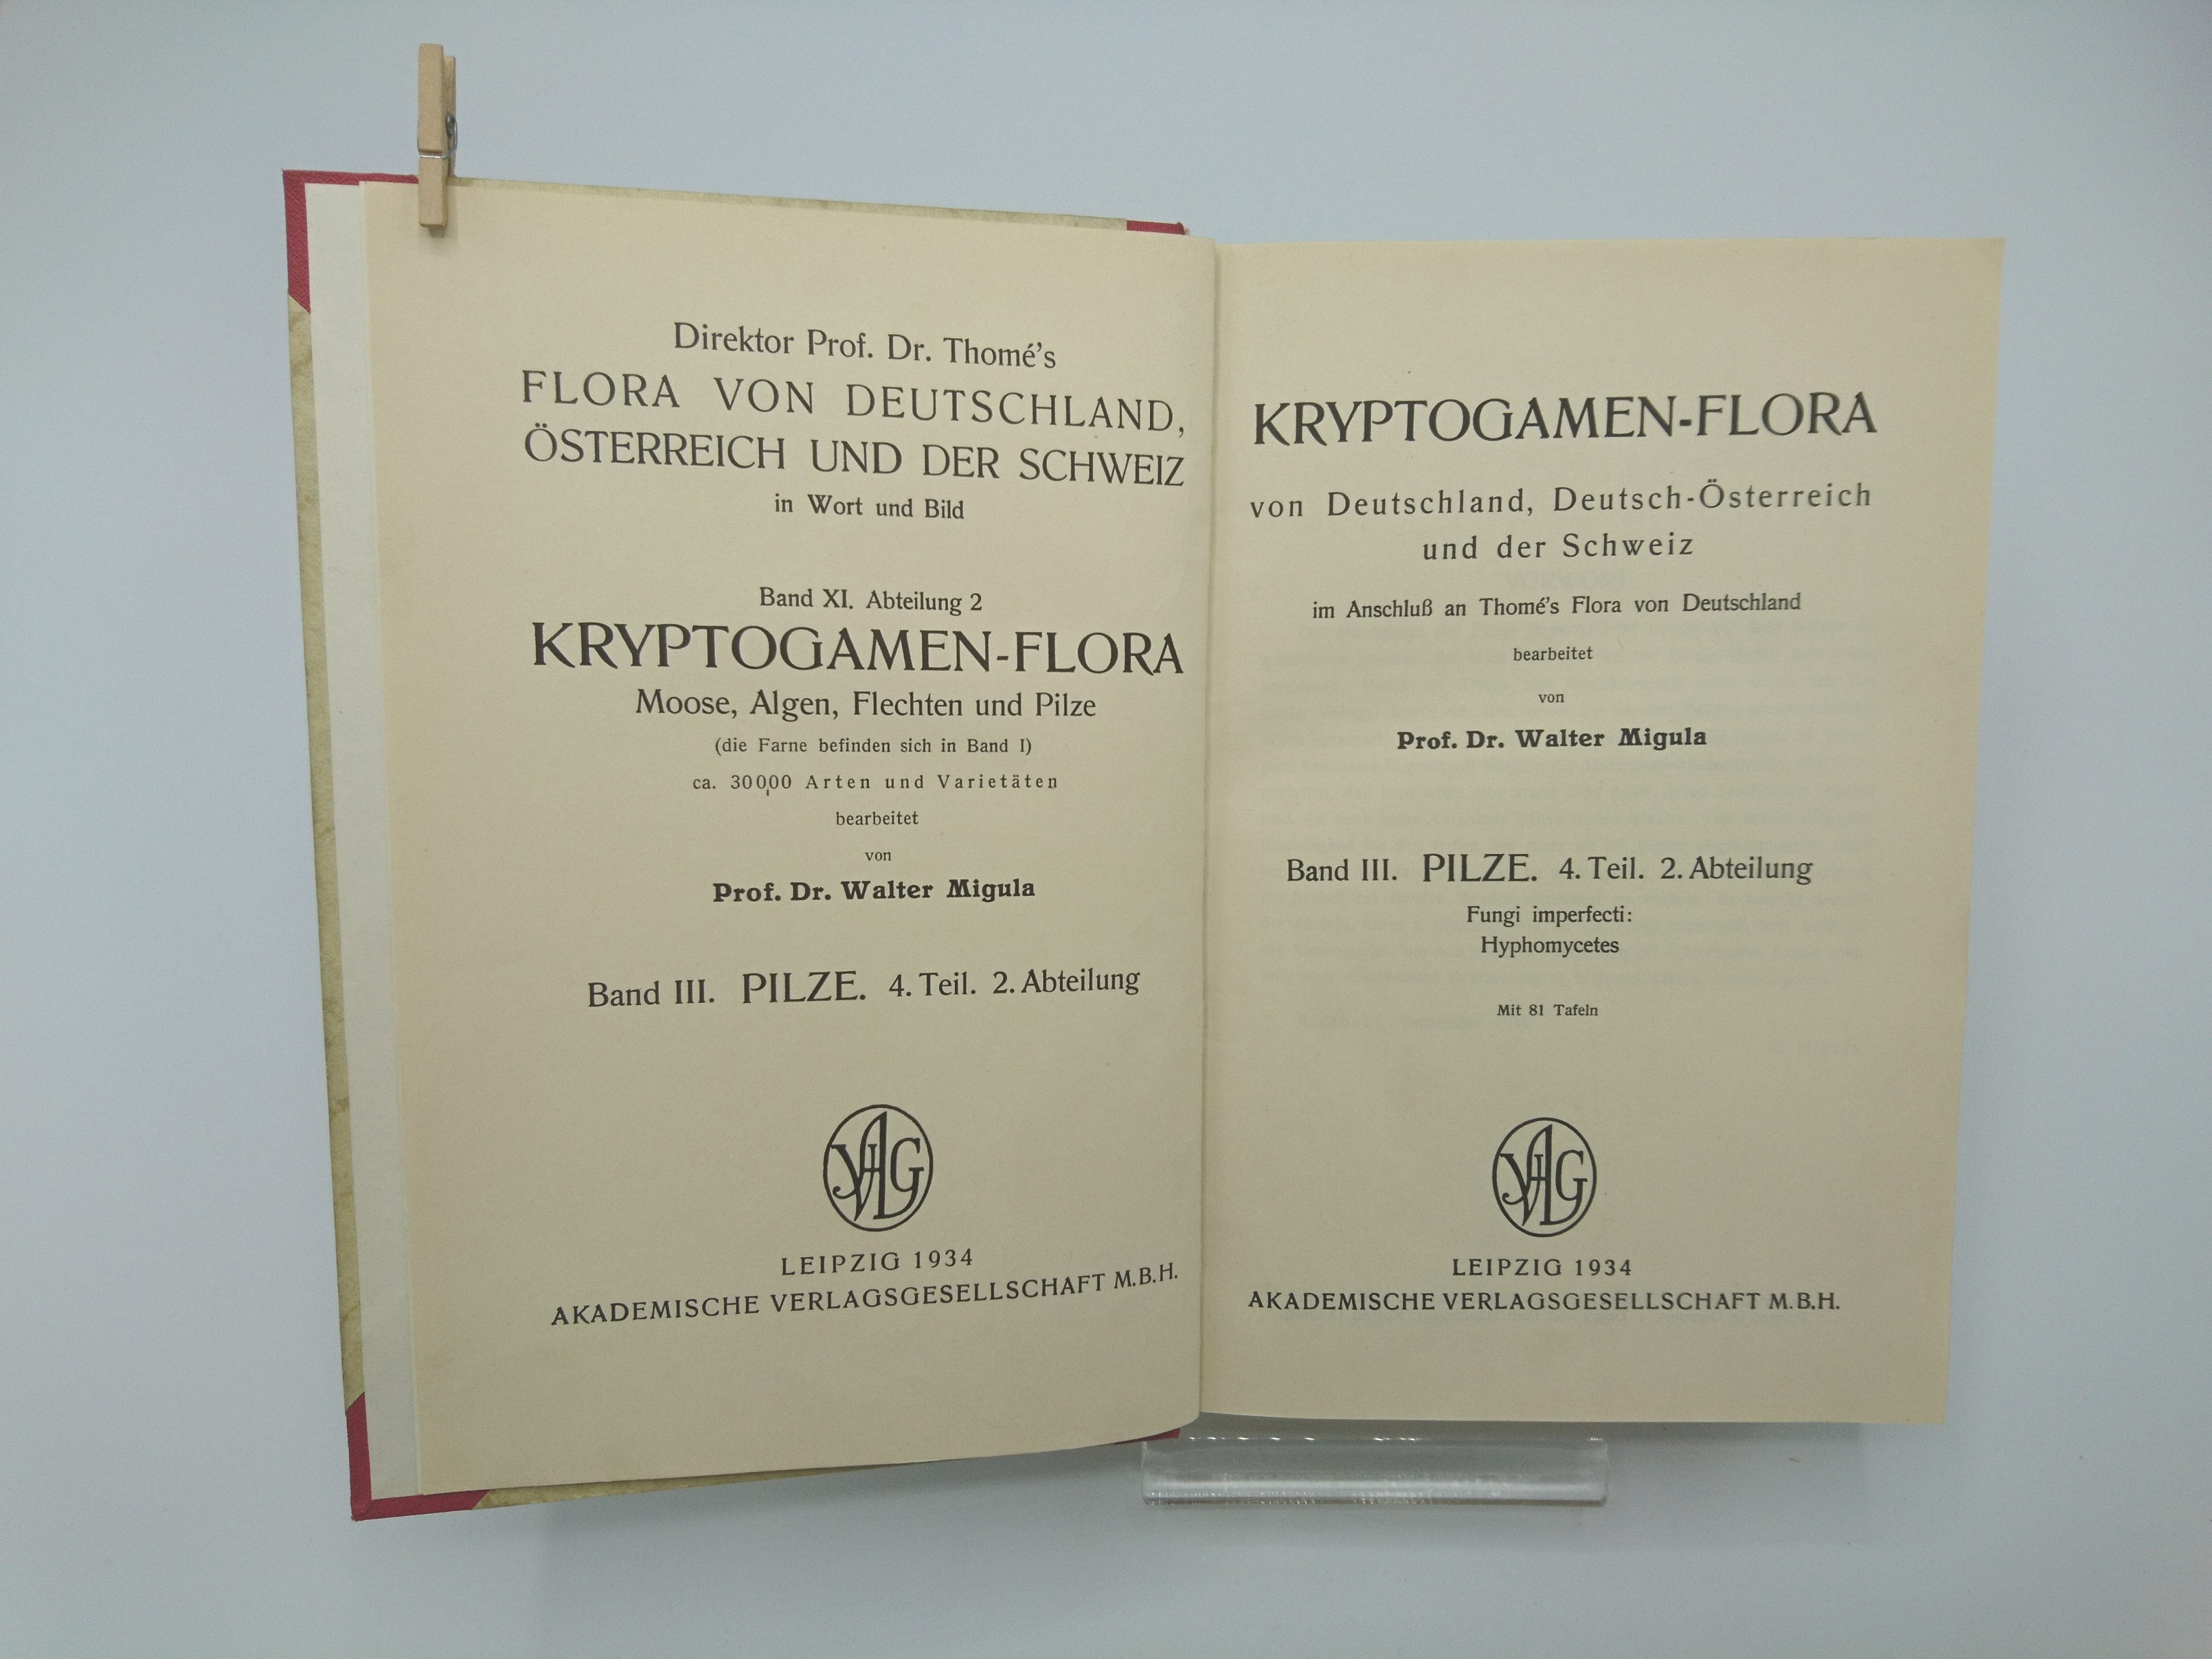 Direktor Prof. Dr. Thomé's
FLORA VON DEUTSCHLAND,
ÖSTERREICH UND DER SCHWEIZ
in Wort und Bild
Band XI. Abteilung 2
KRYPTOGAMEN-FLORA
Moose, Algen, Flechten und Pilze
(die Farne befinden sich in Band I)
ca. 30000 Arten und Varietäten
bearbeitet
von
Prof. Dr. Walter Migula
Band III. PILZE. 4. Teil. 2. Abteilung
VAG
LEIPZIG 1934
AKADEMISCHE VERLAGSGESELLSCHAFT M.B.H.
KRYPTOGAMEN-FLORA
von Deutschland, Deutsch-Österreich
und der Schweiz
im Anschluß an Thomé's Flora von Deutschland
bearbeitet
von
Prof. Dr. Walter Migula
Band III. PILZE. 4. Teil. 2. Abteilung
Fungi imperfecti:
Hyphomycetes
Mit 81 Tafeln
VAG
LEIPZIG 1934
AKADEMISCHE VERLAGSGESELLSCHAFT M.B.H.